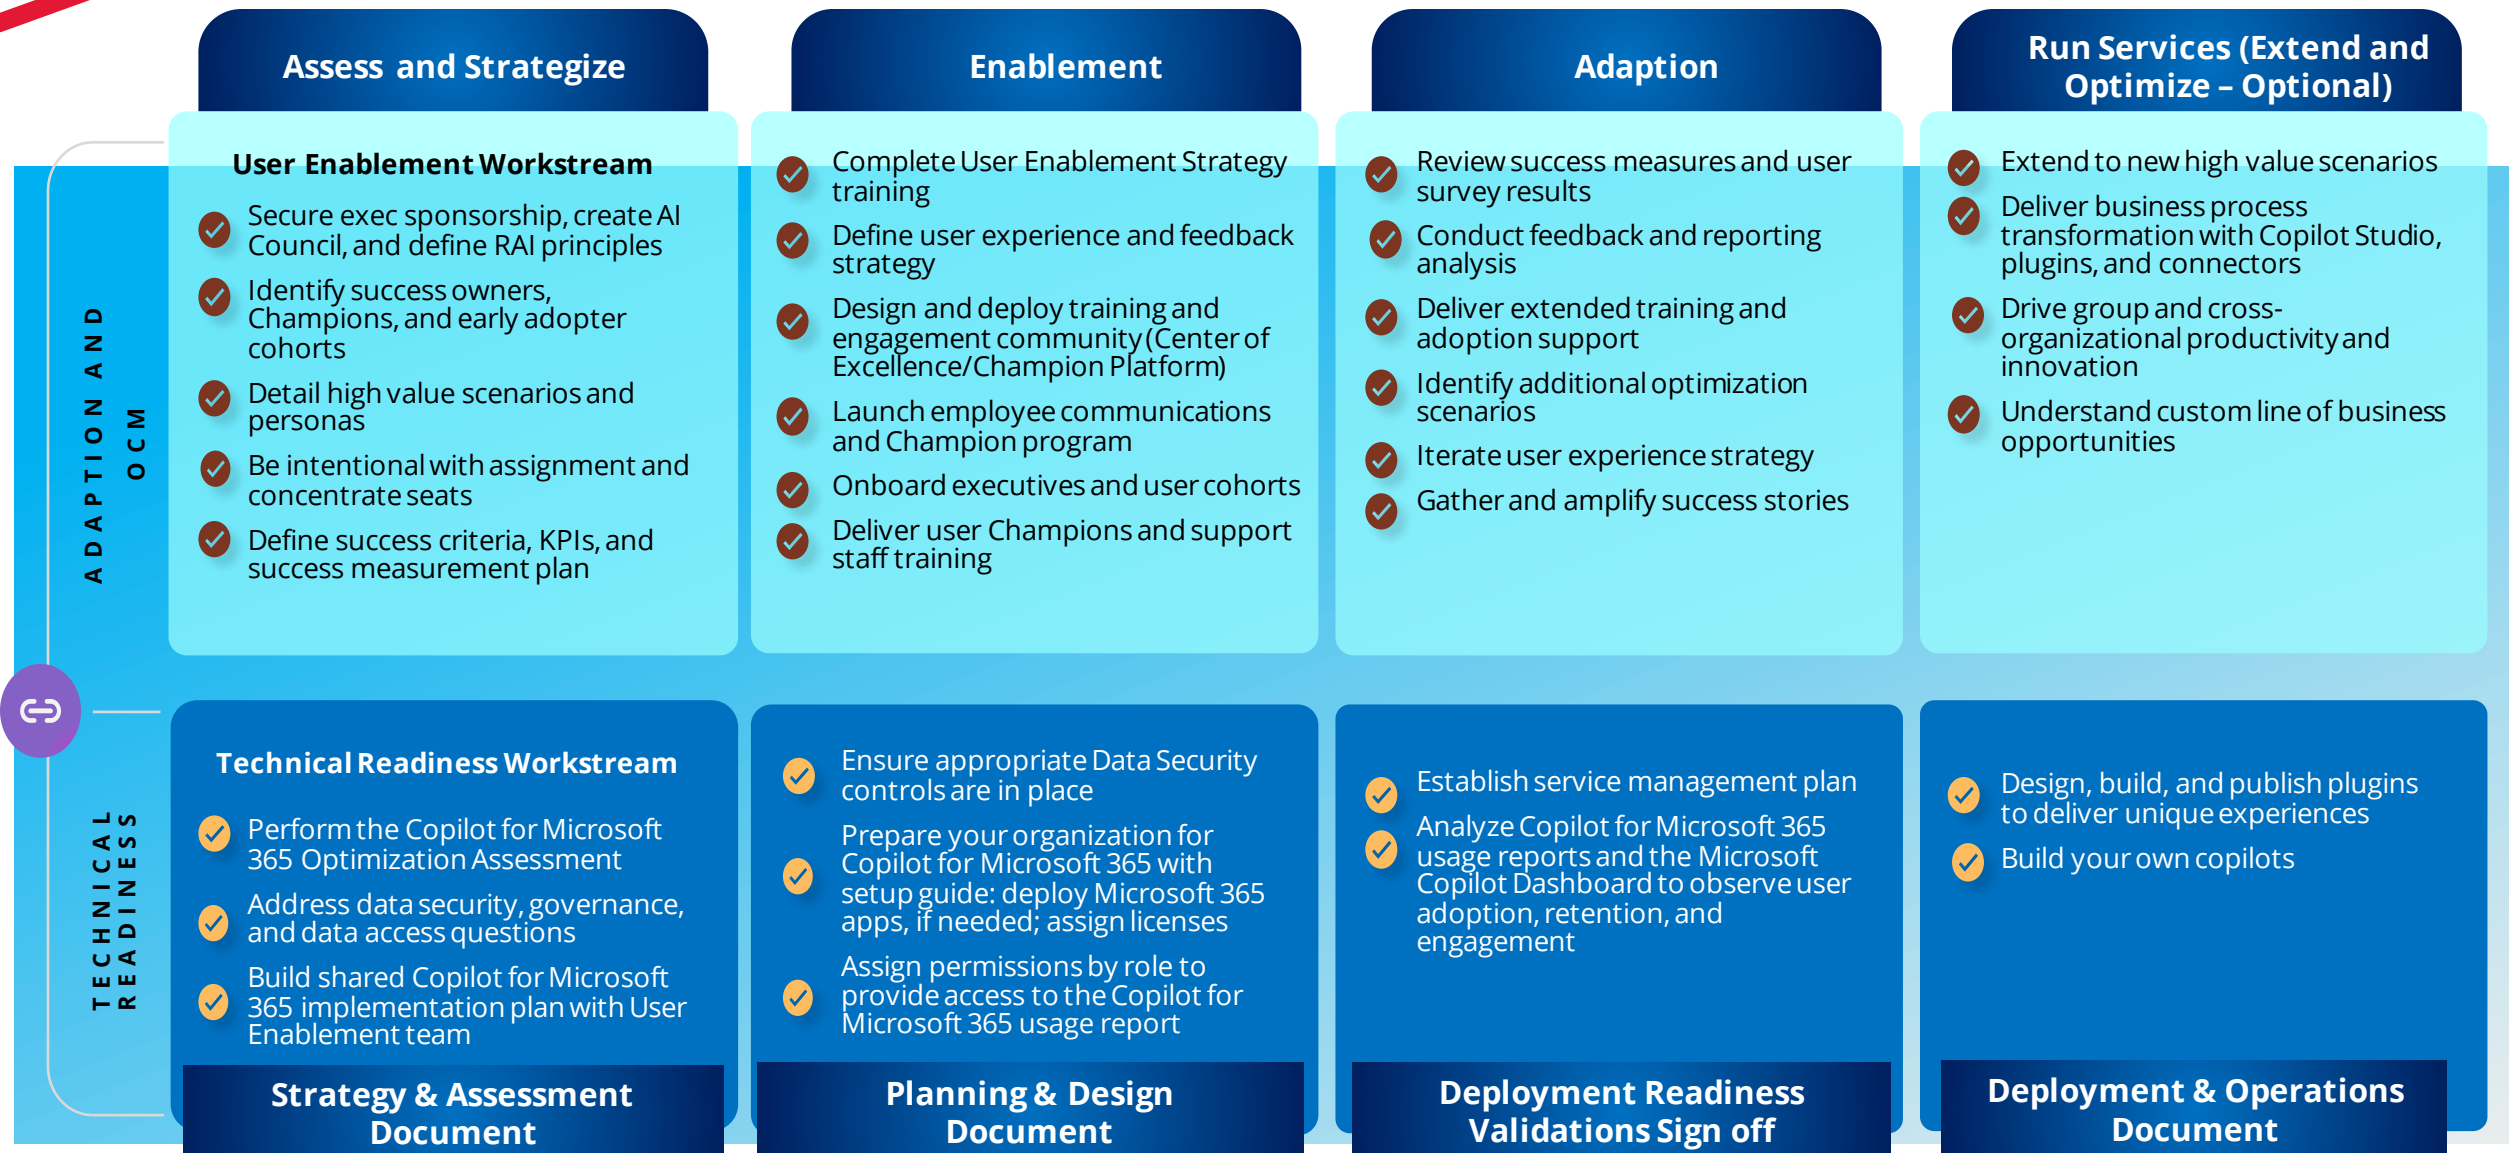 Assess and Strategize
Enablement
Adaption
Run Services (Extend and
Optimize – Optional)
ADAPTION AND
OCM
User Enablement Workstream
Secure exec sponsorship, create AI
Council, and define RAI principles
Identify success owners,
Champions, and early adopter
cohorts
Detail high value scenarios and
personas
Be intentional with assignment and
concentrate seats
Define success criteria, KPIs, and
success measurement plan
Complete User Enablement Strategy
training
Define user experience and feedback
strategy
Design and deploy training and
engagement community (Center of
Excellence/Champion Platform)
Launch employee communications
and Champion program
Onboard executives and user cohorts
Deliver user Champions and support
staff training
Review success measures and user
survey results
Conduct feedback and reporting
analysis
Deliver extended training and
adoption support
Identify additional optimization
scenarios
Iterate user experience strategy
Gather and amplify success stories
Extend to new high value scenarios
Deliver business process
transformation with Copilot Studio,
plugins, and connectors
Drive group and cross-
organizational productivity and
innovation
Understand custom line of business
opportunities
TECHNICAL
READINESS
Technical Readiness Workstream
Perform the Copilot for Microsoft
365 Optimization Assessment
Address data security, governance,
and data access questions
Build shared Copilot for Microsoft
365 implementation plan with User
Enablement team
Ensure appropriate Data Security
controls are in place
Prepare your organization for
Copilot for Microsoft 365 with
setup guide: deploy Microsoft 365
apps, if needed; assign licenses
Assign permissions by role to
provide access to the Copilot for
Microsoft 365 usage report
Establish service management plan
Analyze Copilot for Microsoft 365
usage reports and the Microsoft
Copilot Dashboard to observe user
adoption, retention, and
engagement
Design, build, and publish plugins
to deliver unique experiences
Build your own copilots
Strategy & Assessment
Document
Planning & Design
Document
Deployment Readiness
Validations Sign off
Deployment & Operations
Document